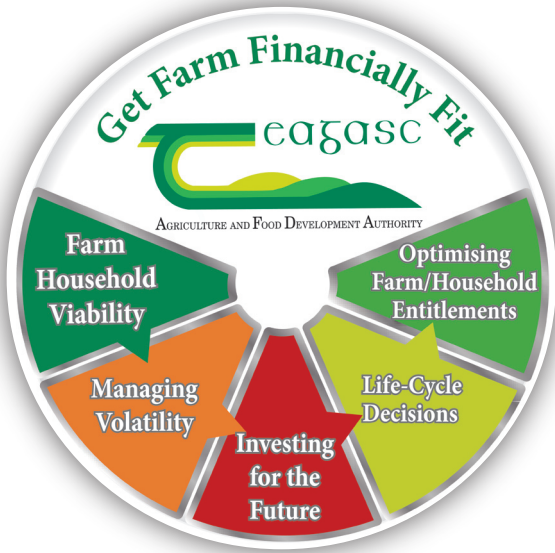 Get Farm Financially Fit
eagasc
AGRICULTURE AND FOOD DEVELOPMENT AUTHORITY
Farm
Household
Viability
Managing
Volatility
Investing
for the
Future
Life-Cycle
Decisions
Optimising
Farm/Household
Entitlements